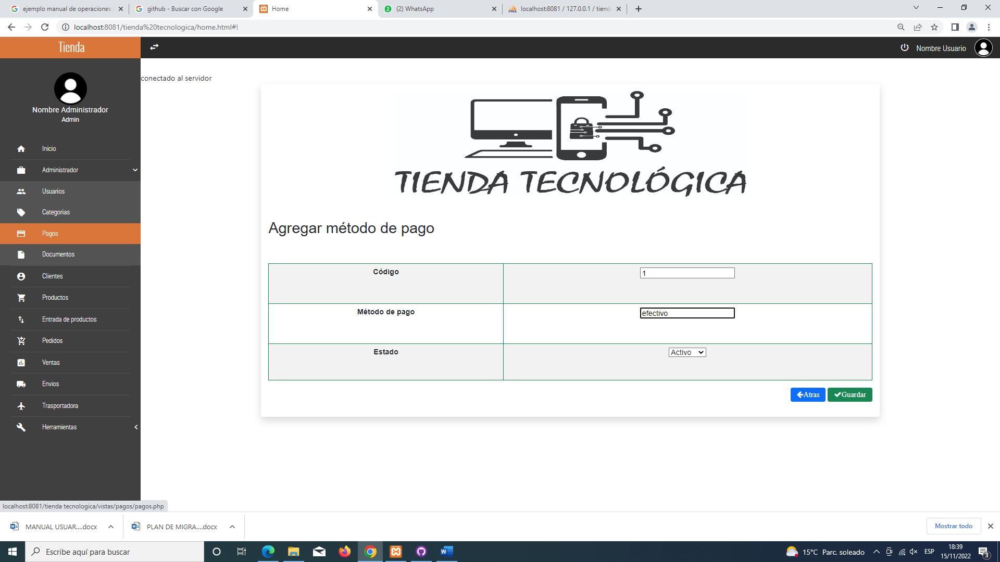 ejemplo manual de operaciones
github - Buscar con Google
Home
(2) WhatsApp
localhost:8081 / 127.0.0.1 / tiend
localhost:8081/tienda%20tecnologica/home.html#!
Tienda
Nombre Usuario
conectado al servidor
Nombre Administrador
Admin
Inicio
Administrador
Usuarios
Categorias
Pagos
Documentos
Clientes
Productos
Entrada de productos
Pedidos
Ventas
Envios
Trasportadora
Herramientas
TIENDA TECNOLÓGICA
Agregar método de pago
Código
1
Método de pago
efectivo
Estado
Activo
Atras
Guardar
localhost:8081/tienda tecnologica/vistas/pagos/pagos.php
MANUAL USUAR....docx
PLAN DE MIGRA....docx
Mostrar todo
Escribe aquí para buscar
15°C Parc. soleado
ESP
18:39
15/11/2022
3